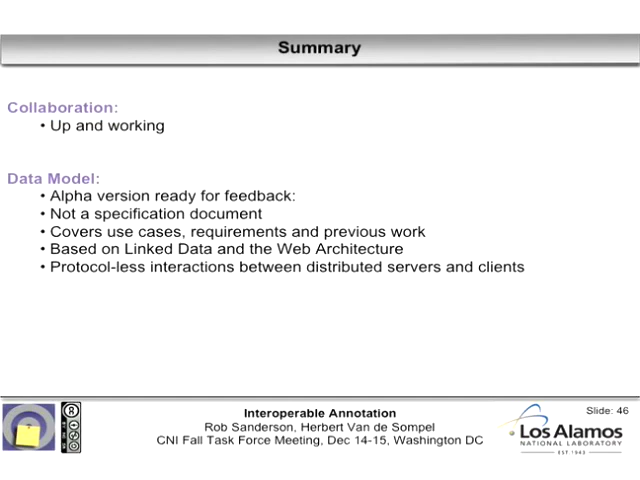 Summary
Collaboration:
• Up and working
Data Model:
• Alpha version ready for feedback:
• Not a specification document
• Covers use cases, requirements and previous work
• Based on Linked Data and the Web Architecture
• Protocol-less interactions between distributed servers and clients
Interoperable Annotation
Rob Sanderson, Herbert Van de Sompel
CNI Fall Task Force Meeting, Dec 14-15, Washington DC
Slide: 46
Los Alamos
NATIONAL LABORATORY
EST.1943